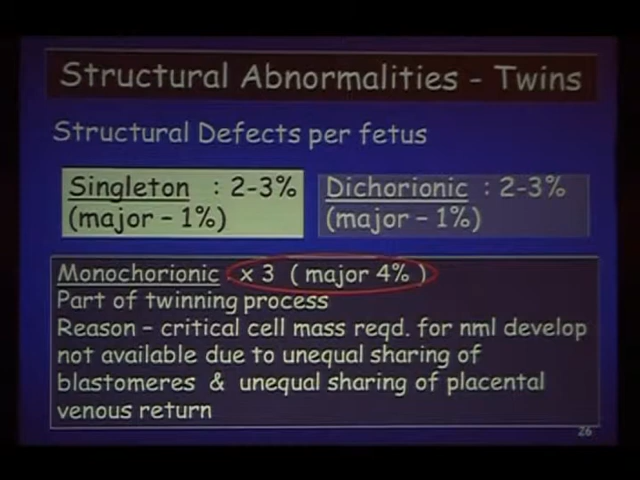 Structural Abnormalities - Twins
Structural Defects per fetus
Singleton : 2-3%
(major - 1%)
Dichorionic : 2-3%
(major - 1%)
Monochorionic : x 3 ( major 4% )
Part of twinning process
Reason – critical cell mass reqd. for nml develop
not available due to unequal sharing of
blastomeres & unequal sharing of placental
venous return
26